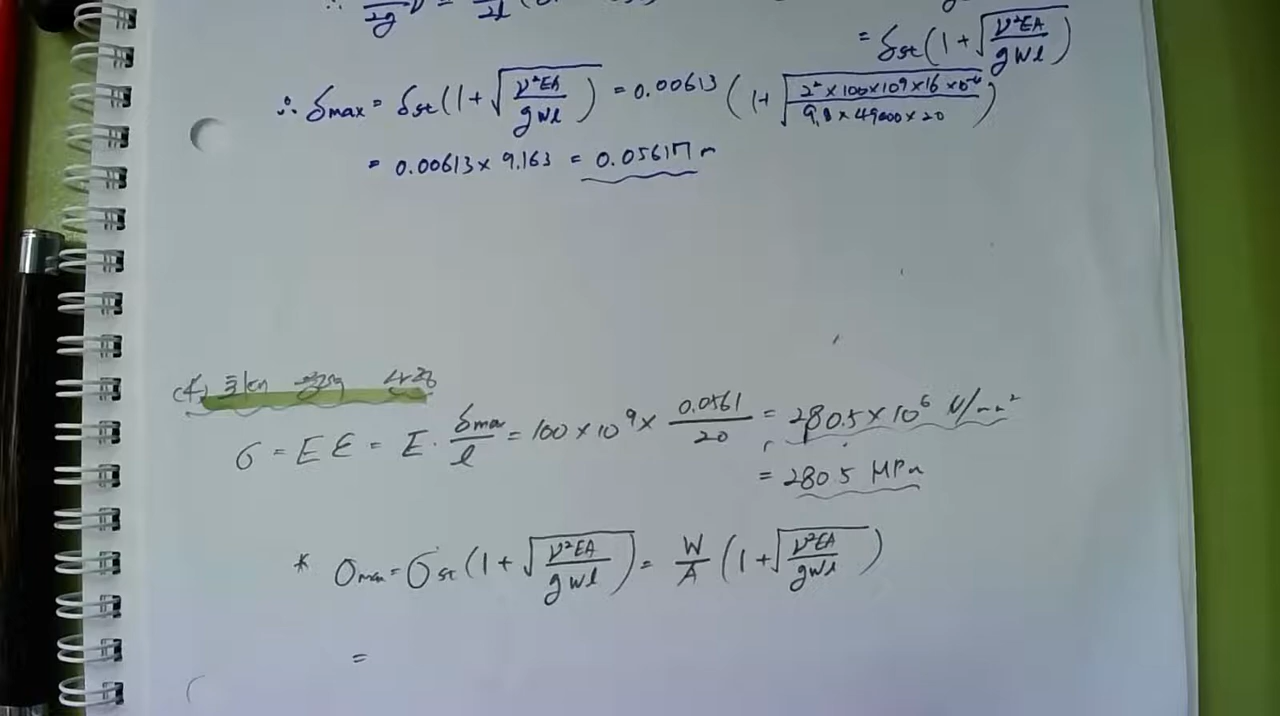 ∴ δmax = δst(1+√(V²EA/gWl)) = 0.00613 (1+√(2²×100×10⁹×16×10⁻⁴/9.8×49000×20))
= δst(1+√(V²EA/gWl))
= 0.00613 × 9.163 = 0.05617 m
σ = Eε = E · δmax/l = 100×10⁹× 0.0561/20 = 280.5×10⁶ N/mm²
= 280.5 MPa
* σmax = σst(1+√(V²EA/gWl)) = W/A (1+√(V²EA/gWl))
=